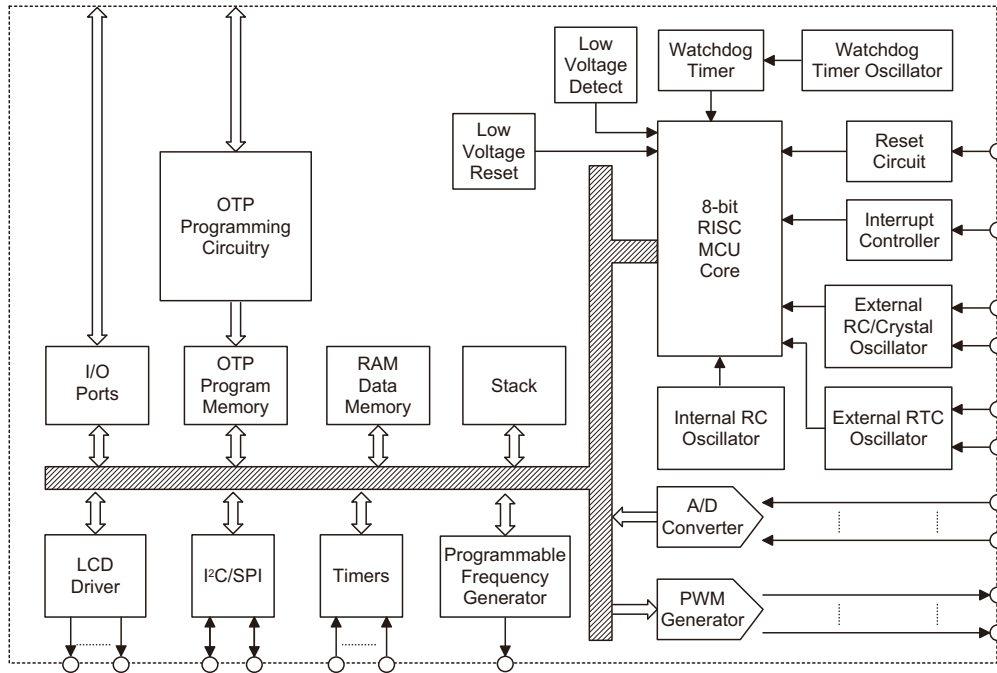 Low
Voltage
Detect
Watchdog
Timer
Watchdog
Timer Oscillator
Low
Voltage
Reset
Reset
Circuit
OTP
Programming
Circuitry
8-bit
RISC
MCU
Core
Interrupt
Controller
External
RC/Crystal
Oscillator
I/O
Ports
OTP
Program
Memory
RAM
Data
Memory
Stack
Internal RC
Oscillator
External RTC
Oscillator
A/D
Converter
LCD
Driver
I²C/SPI
Timers
Programmable
Frequency
Generator
PWM
Generator